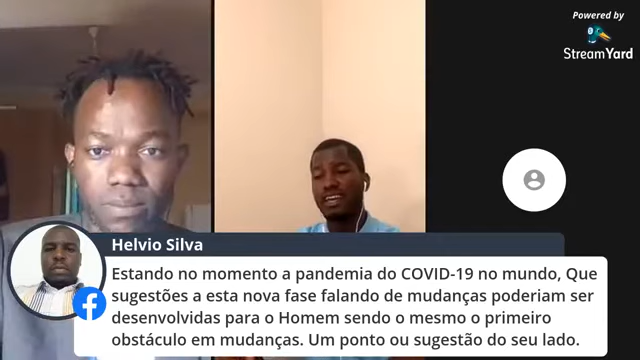 Powered by
StreamYard
Helvio Silva
Estando no momento a pandemia do COVID-19 no mundo, Que
sugestões a esta nova fase falando de mudanças poderiam ser
desenvolvidas para o Homem sendo o mesmo o primeiro
obstáculo em mudanças. Um ponto ou sugestão do seu lado.